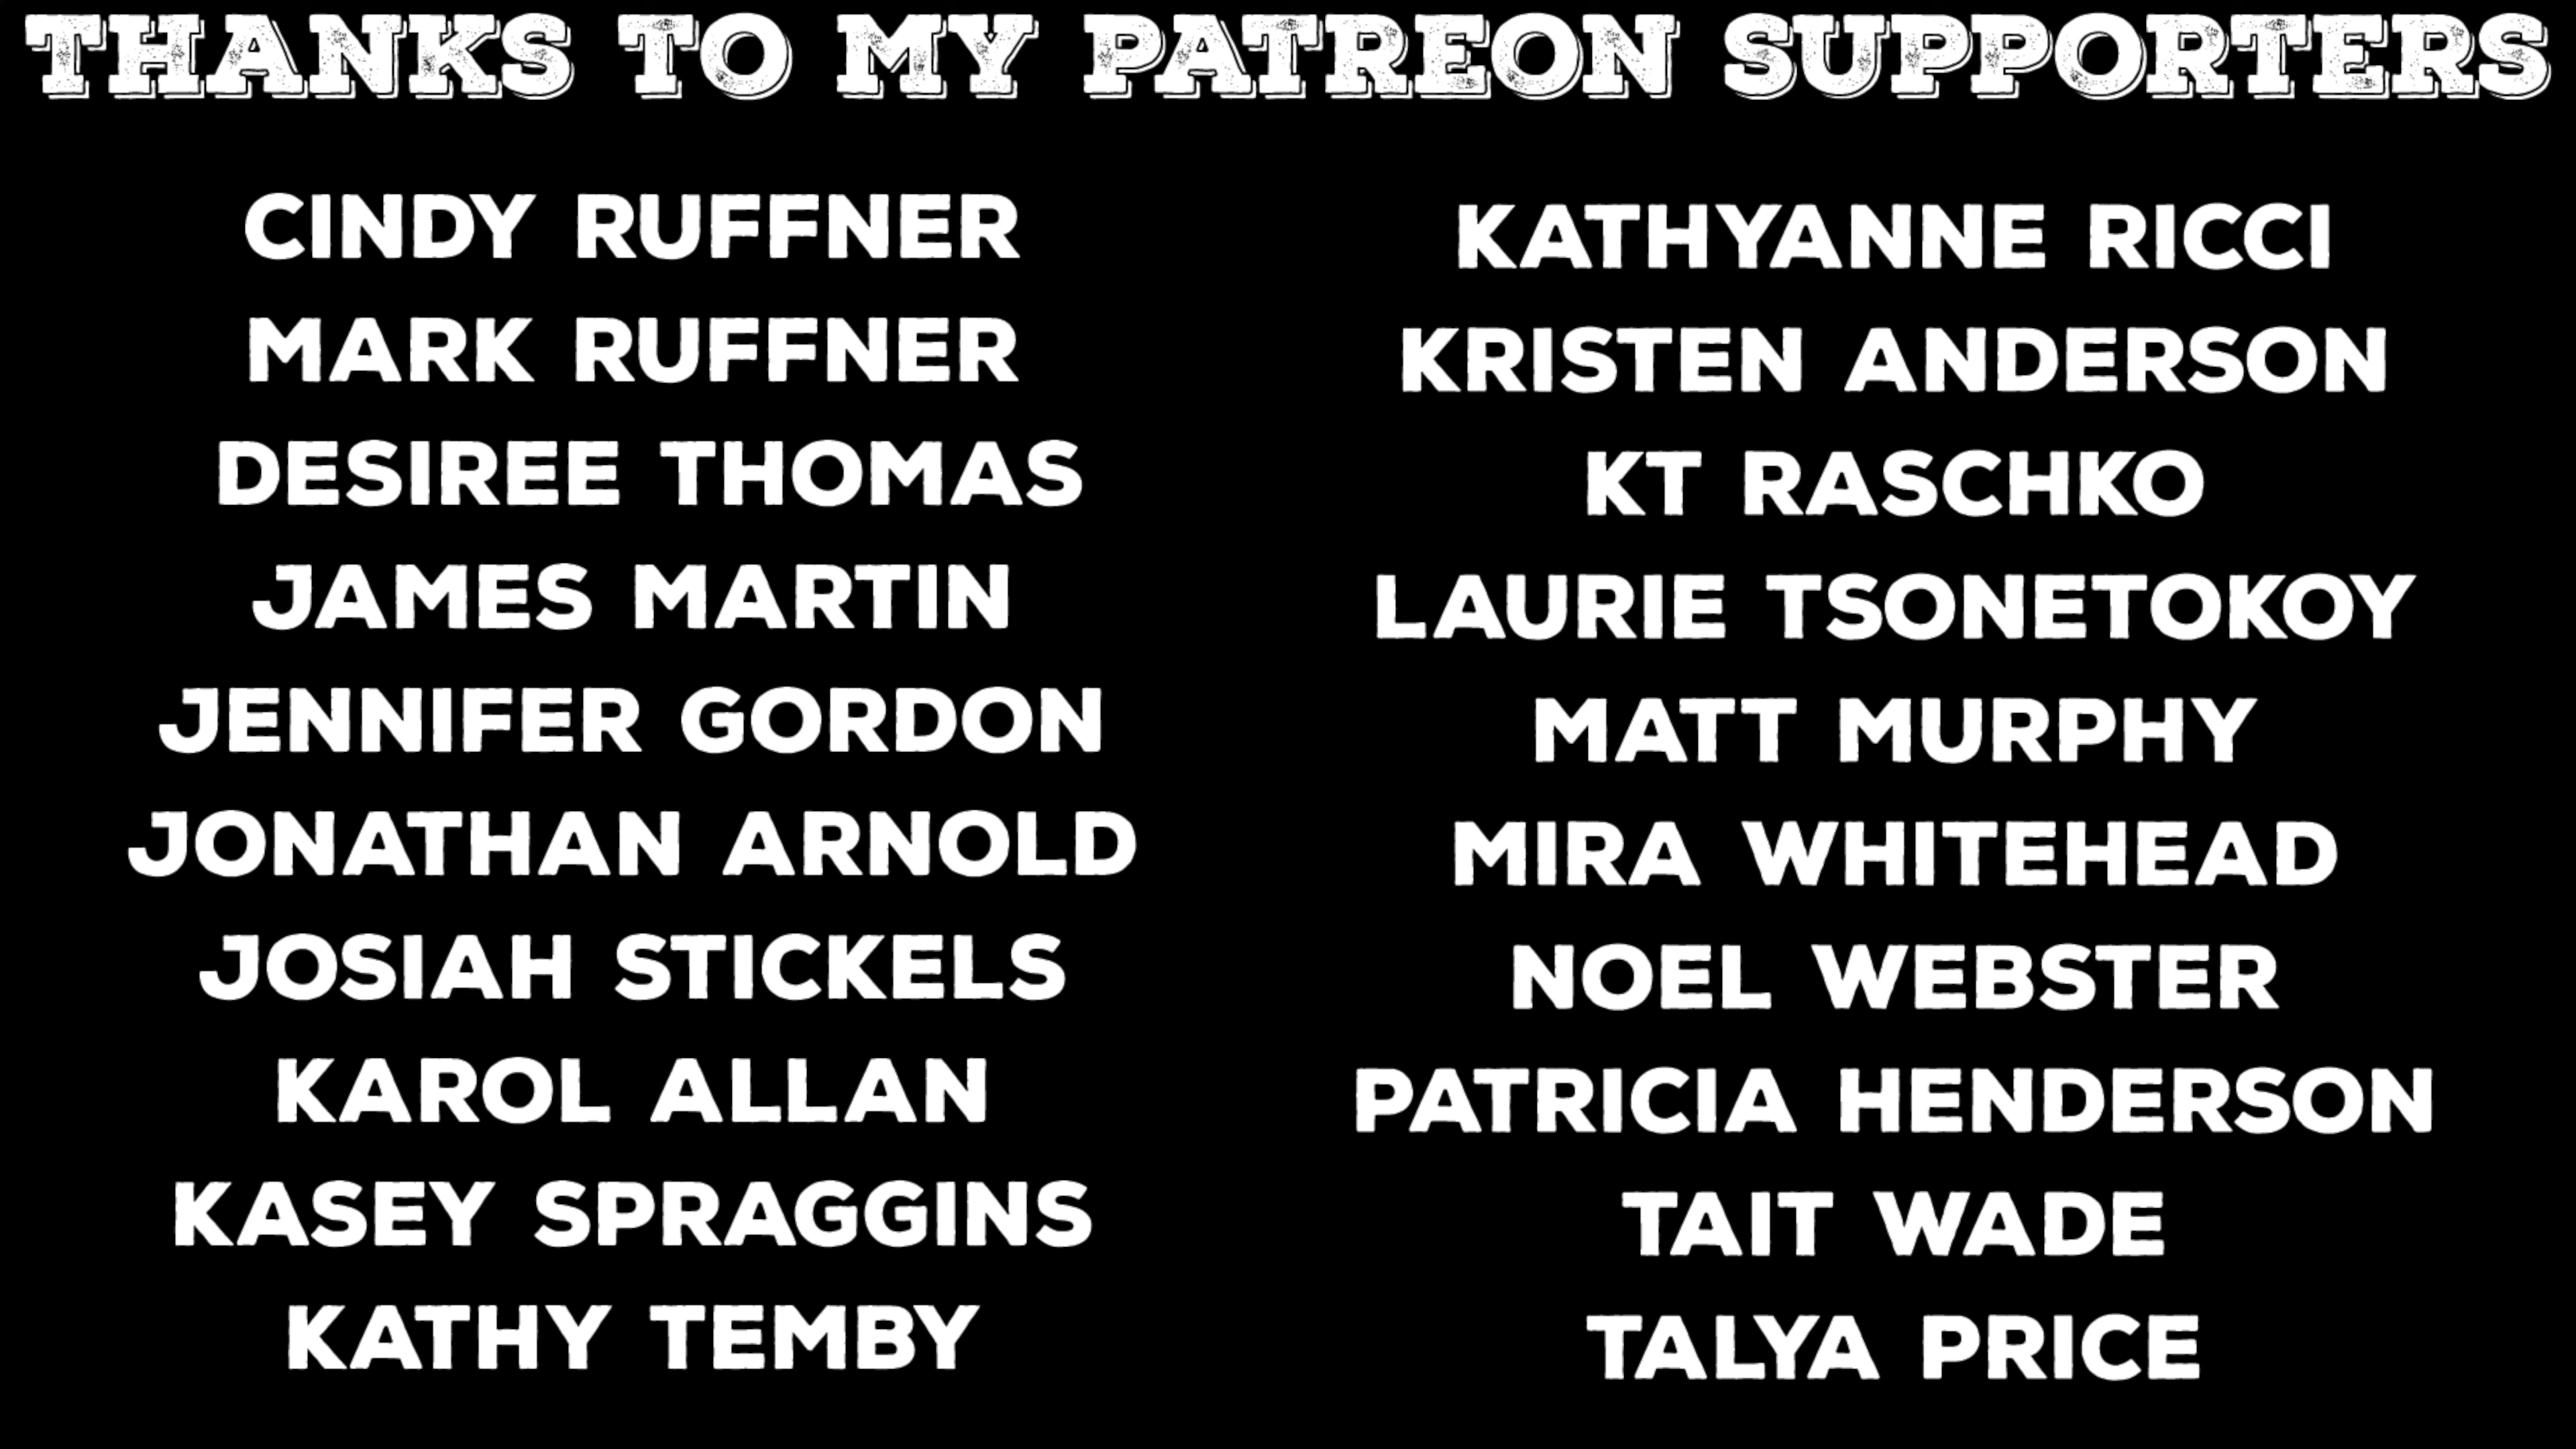 THANKS TO MY PATREON SUPPORTERS
CINDY RUFFNER
MARK RUFFNER
DESIREE THOMAS
JAMES MARTIN
JENNIFER GORDON
JONATHAN ARNOLD
JOSIAH STICKELS
KAROL ALLAN
KASEY SPRAGGINS
KATHY TEMBY
KATHYANNE RICCI
KRISTEN ANDERSON
KT RASCHKO
LAURIE TSONETOKOY
MATT MURPHY
MIRA WHITEHEAD
NOEL WEBSTER
PATRICIA HENDERSON
TAIT WADE
TALYA PRICE